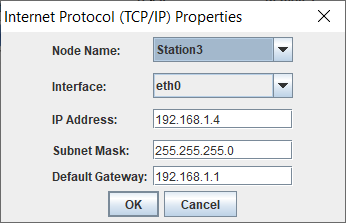 Internet Protocol (TCP/IP) Properties
Node Name: Station3
Interface: eth0
IP Address: 192.168.1.4
Subnet Mask: 255.255.255.0
Default Gateway: 192.168.1.1
OK Cancel